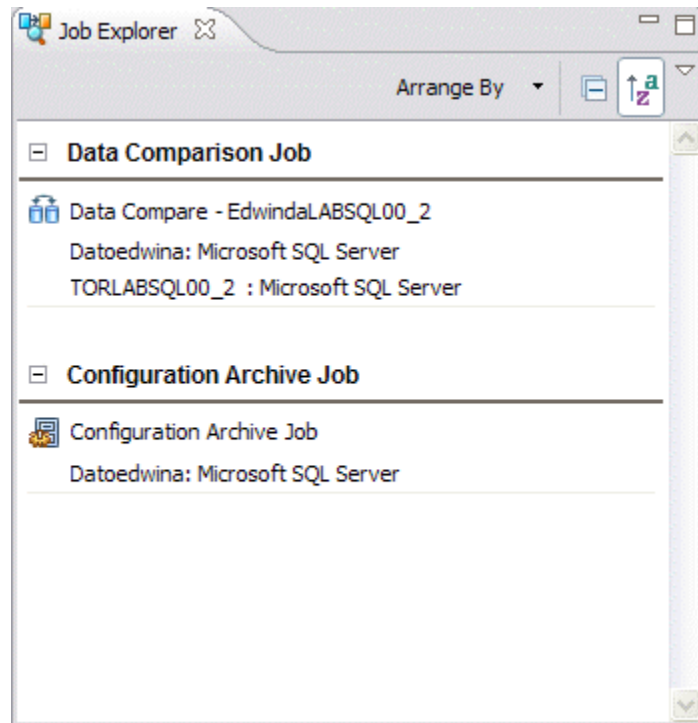 Job Explorer
Arrange By
a
z
Data Comparison Job
Data Compare - EdwindaLABSQL00_2
Datoedwina: Microsoft SQL Server
TORLABSQL00_2 : Microsoft SQL Server
Configuration Archive Job
Configuration Archive Job
Datoedwina: Microsoft SQL Server